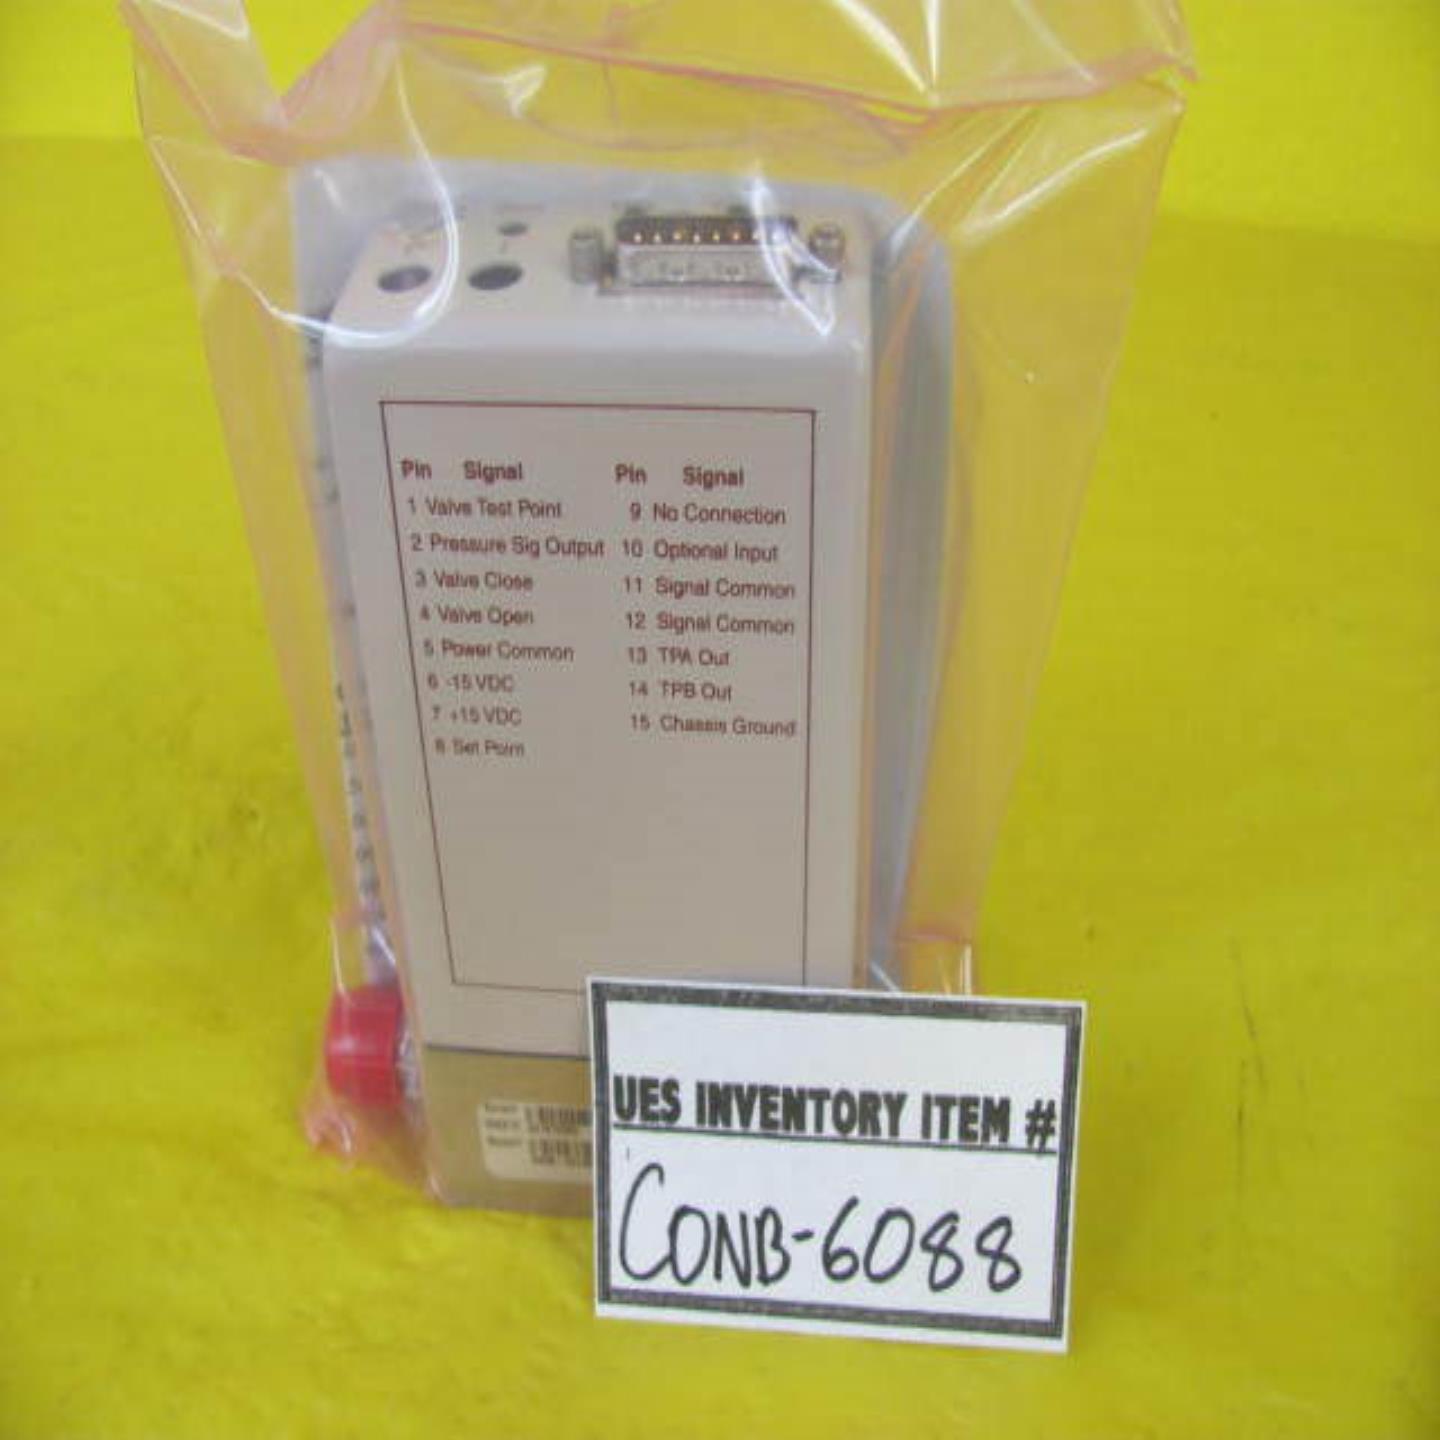 Pin Signal Pin Signal
1 Valve Test Point 9 No Connection
2 Pressure Sig Output 10 Optional Input
3 Valve Close 11 Signal Common
4 Valve Open 12 Signal Common
5 Power Common 13 TPA Out
6 -15 VDC 14 TPB Out
7 +15 VDC 15 Chassis Ground
8 Set Point
UES INVENTORY ITEM #
CONB-6088